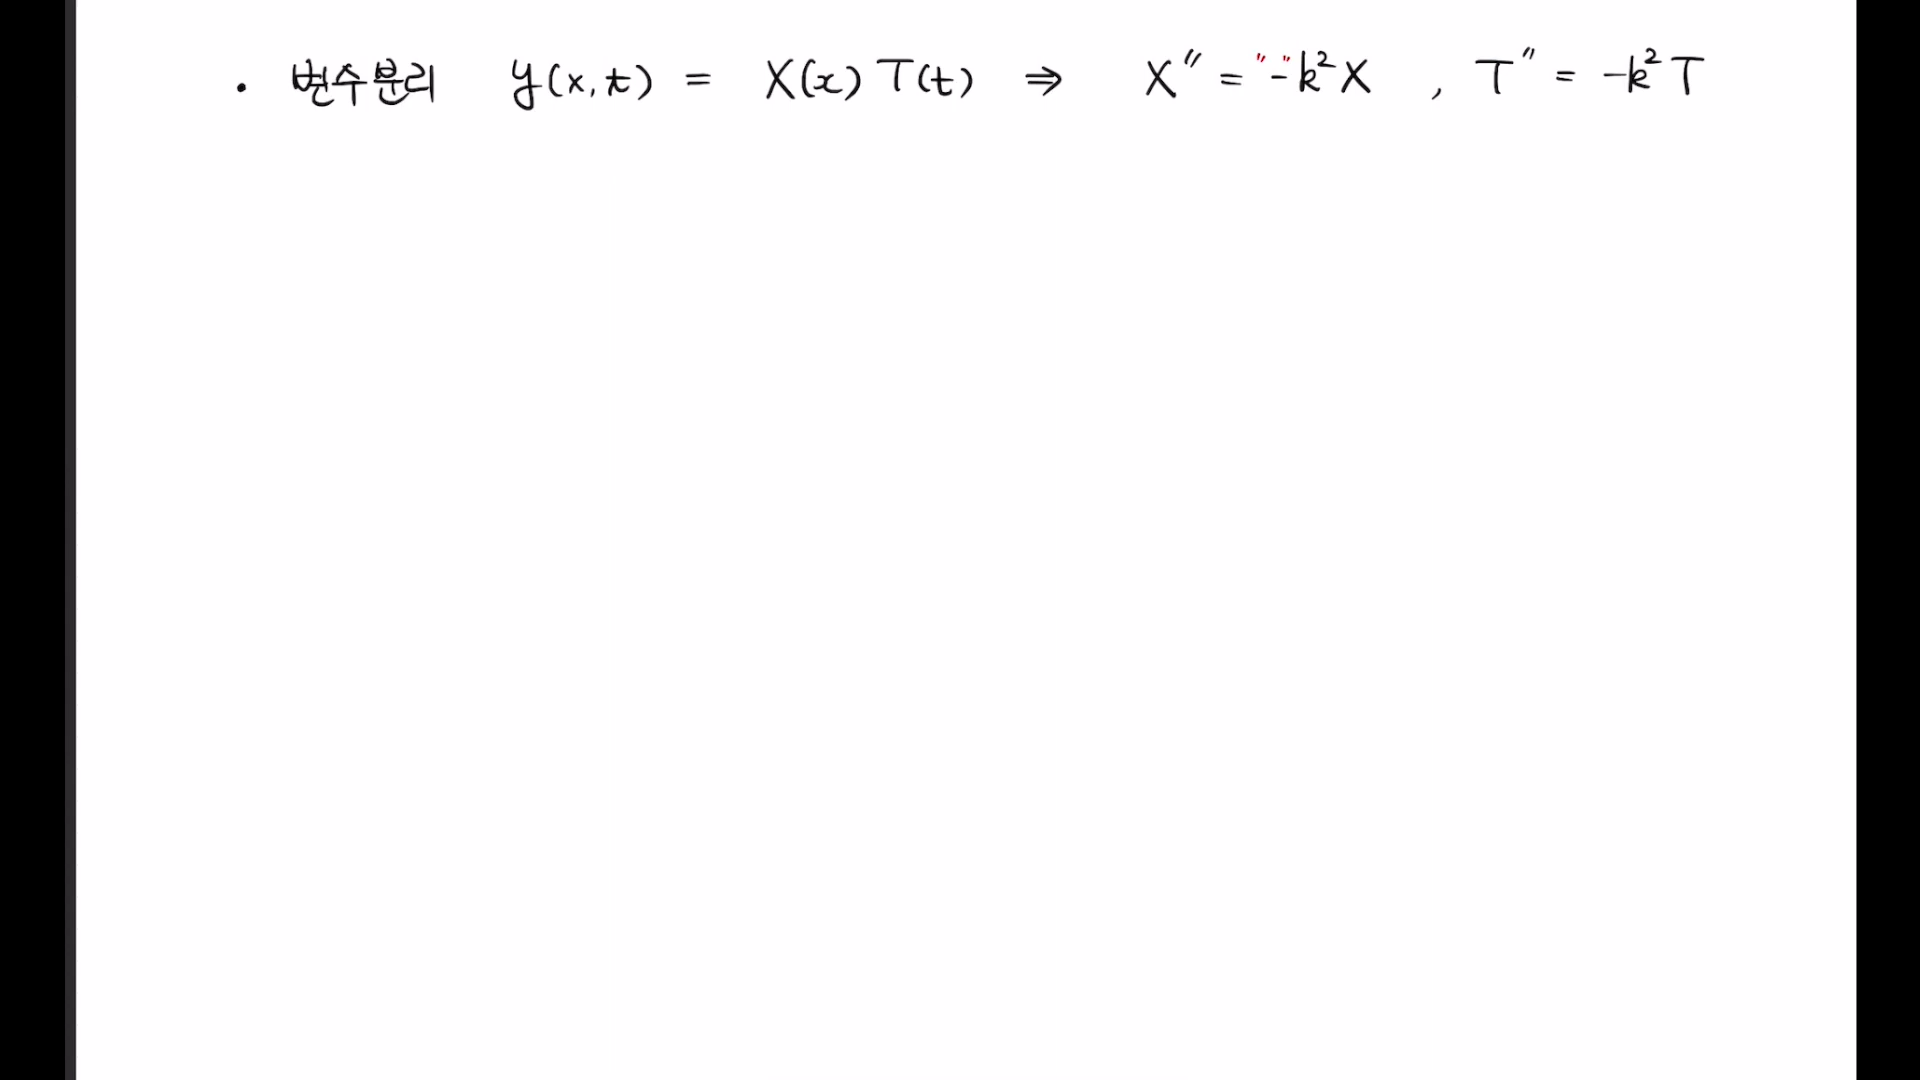 · 변수분리 y(x,t) = X(x)T(t) ⇒ X″ = "-"k²X , T″ = -k²T